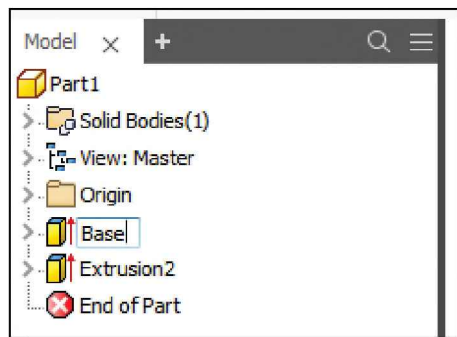 Model
Part1
Solid Bodies(1)
View: Master
Origin
Base
Extrusion2
End of Part